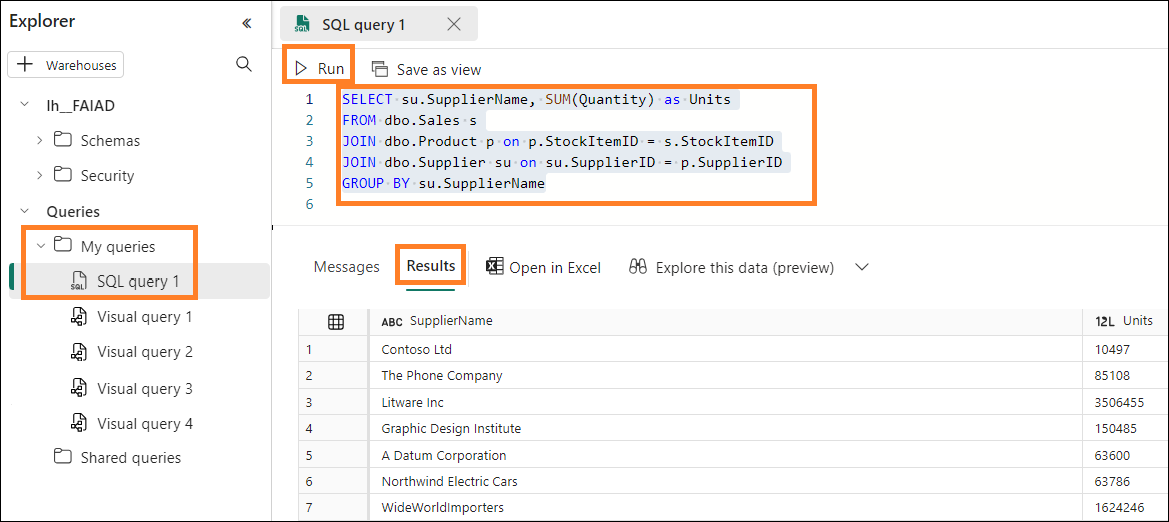 Explorer
«
SQL query 1
+ Warehouses
Run
Save as view
lh__FAIAD
Schemas
Security
Queries
My queries
SQL query 1
Visual query 1
Visual query 2
Visual query 3
Visual query 4
Shared queries
1 SELECT su.SupplierName, SUM(Quantity) as Units
2 FROM dbo.Sales s
3 JOIN dbo.Product p on p.StockItemID = s.StockItemID
4 JOIN dbo.Supplier su on su.SupplierID = p.SupplierID
5 GROUP BY su.SupplierName
6
Messages Results Open in Excel Explore this data (preview)
ABC SupplierName 12L Units
1 Contoso Ltd 10497
2 The Phone Company 85108
3 Litware Inc 3506455
4 Graphic Design Institute 150485
5 A Datum Corporation 63600
6 Northwind Electric Cars 63786
7 WideWorldImporters 1624246